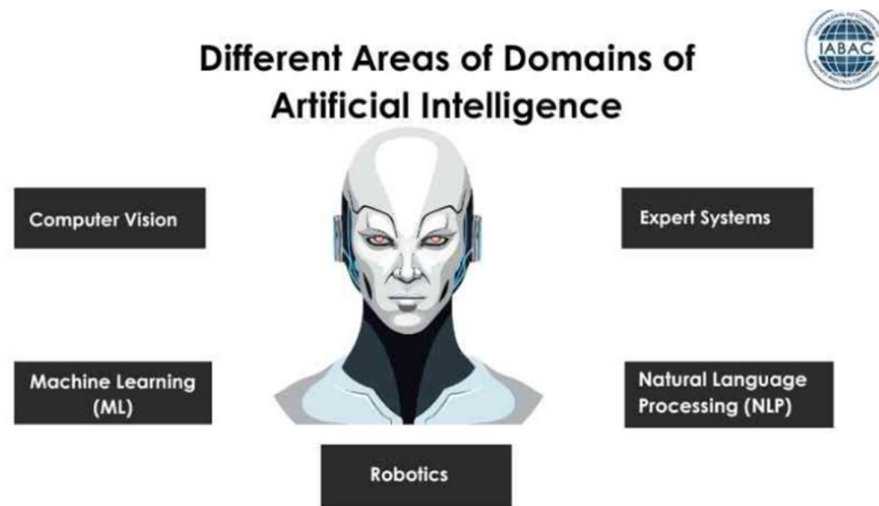 Different Areas of Domains of
Artificial Intelligence
IABAC
Computer Vision
Expert Systems
Machine Learning
(ML)
Natural Language
Processing (NLP)
Robotics